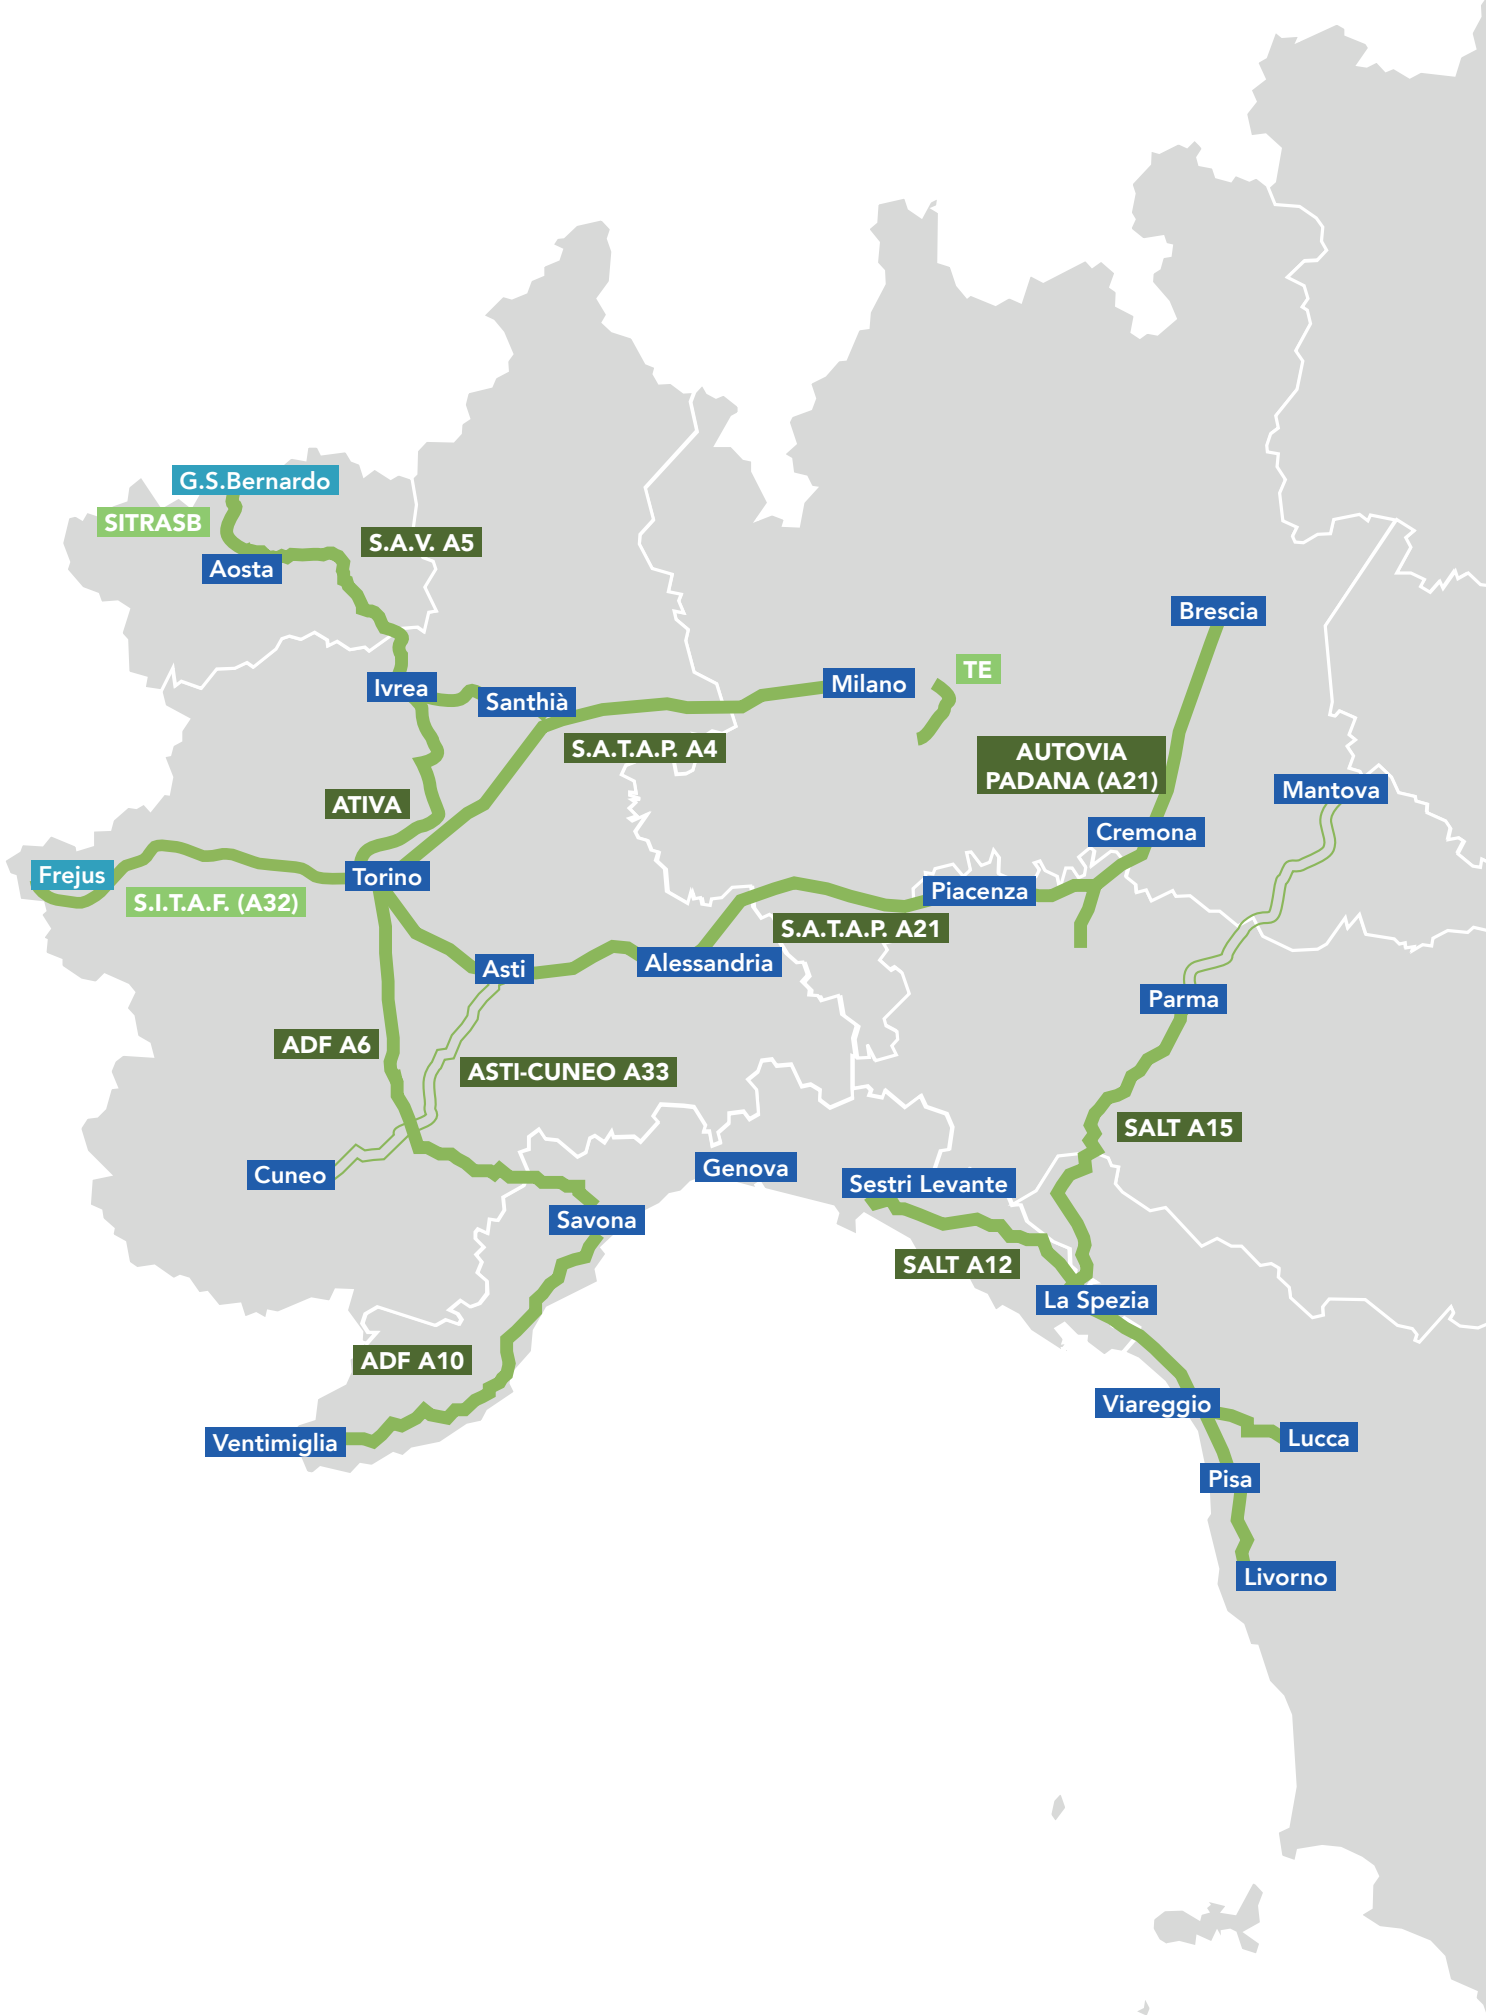 G.S.Bernardo
SITRASB
S.A.V. A5
Aosta
Brescia
TE
Ivrea
Milano
Santhià
S.A.T.A.P. A4
AUTOVIA
PADANA (A21)
Mantova
ATIVA
Cremona
Frejus
Torino
Piacenza
S.I.T.A.F. (A32)
S.A.T.A.P. A21
Asti
Alessandria
Parma
ADF A6
ASTI-CUNEO A33
SALT A15
Genova
Cuneo
Sestri Levante
Savona
SALT A12
La Spezia
ADF A10
Viareggio
Ventimiglia
Lucca
Pisa
Livorno